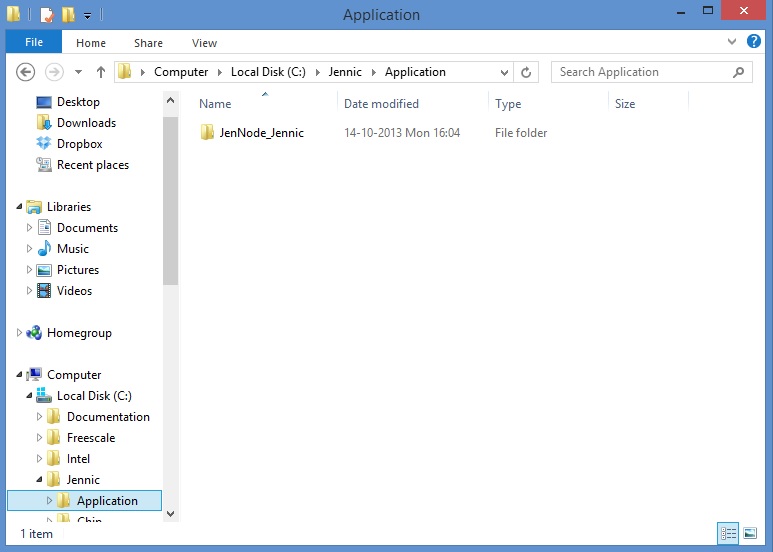 Application
File Home Share View
Computer Local Disk (C:) Jennic Application
Search Application
Name Date modified Type Size
JenNode_Jennic 14-10-2013 Mon 16:04 File folder
Desktop
Downloads
Dropbox
Recent places
Libraries
Documents
Music
Pictures
Videos
Homegroup
Computer
Local Disk (C:)
Documentation
Freescale
Intel
Jennic
Application
Chip
1 item